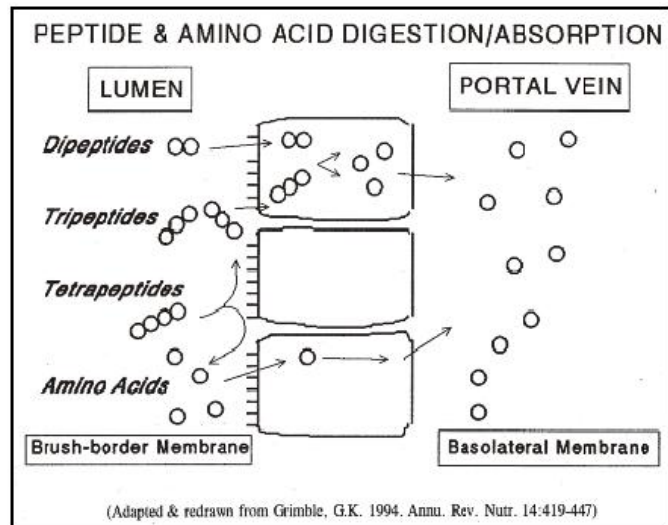 PEPTIDE & AMINO ACID DIGESTION/ABSORPTION
LUMEN
PORTAL VEIN
Dipeptides
Tripeptides
Tetrapeptides
Amino Acids
Brush-border Membrane
Basolateral Membrane
(Adapted & redrawn from Grimble, G.K. 1994. Annu. Rev. Nutr. 14:419-447)